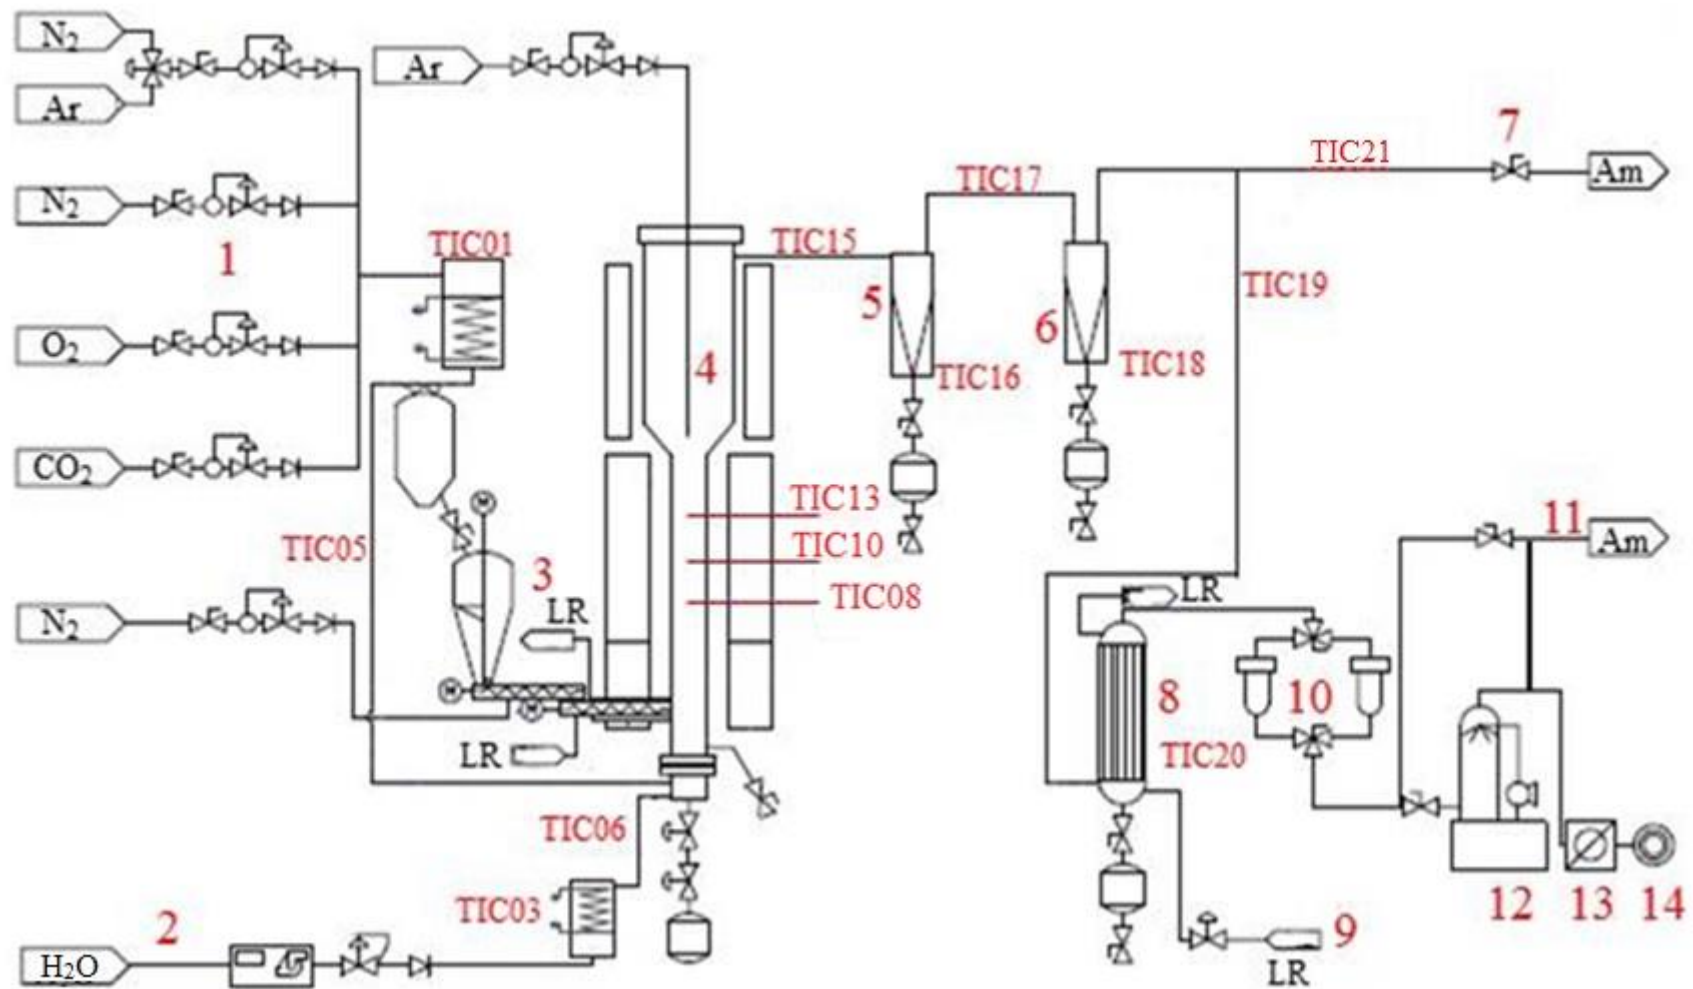 N2
Ar
7
TIC21
Am
Ar
TIC17
N2
TIC01
TIC15
1
TIC19
5
6
O2
4
TIC16
TIC18
CO2
TIC13
M
11
TIC05
TIC10
Am
3
TIC08
LR
LR
N2
M
8
10
M
LR
TIC20
TIC06
TIC03
12
13
14
2
9
H2O
LR